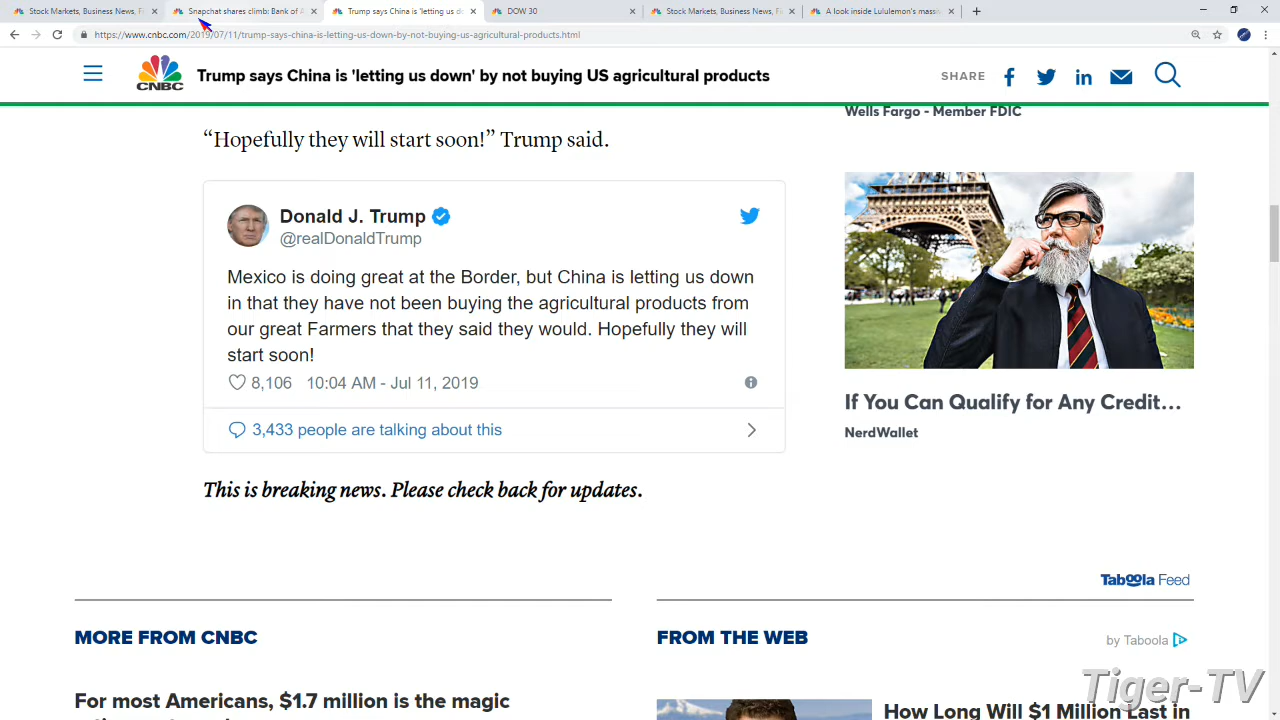 Stock Markets, Business News, Fi
Snapchat shares climb: Bank of A
Trump says China is 'letting us do
DOW 30
Stock Markets, Business News, Fi
A look inside Lululemon's massiv
https://www.cnbc.com/2019/07/11/trump-says-china-is-letting-us-down-by-not-buying-us-agricultural-products.html
CNBC
Trump says China is 'letting us down' by not buying US agricultural products
SHARE
Wells Fargo - Member FDIC
“Hopefully they will start soon!” Trump said.
Donald J. Trump
@realDonaldTrump
Mexico is doing great at the Border, but China is letting us down
in that they have not been buying the agricultural products from
our great Farmers that they said they would. Hopefully they will
start soon!
8,106 10:04 AM - Jul 11, 2019
3,433 people are talking about this
If You Can Qualify for Any Credit…
NerdWallet
This is breaking news. Please check back for updates.
Taboola Feed
MORE FROM CNBC
FROM THE WEB
by Taboola
For most Americans, $1.7 million is the magic
How Long Will $1 Million Last in
Tiger-TV